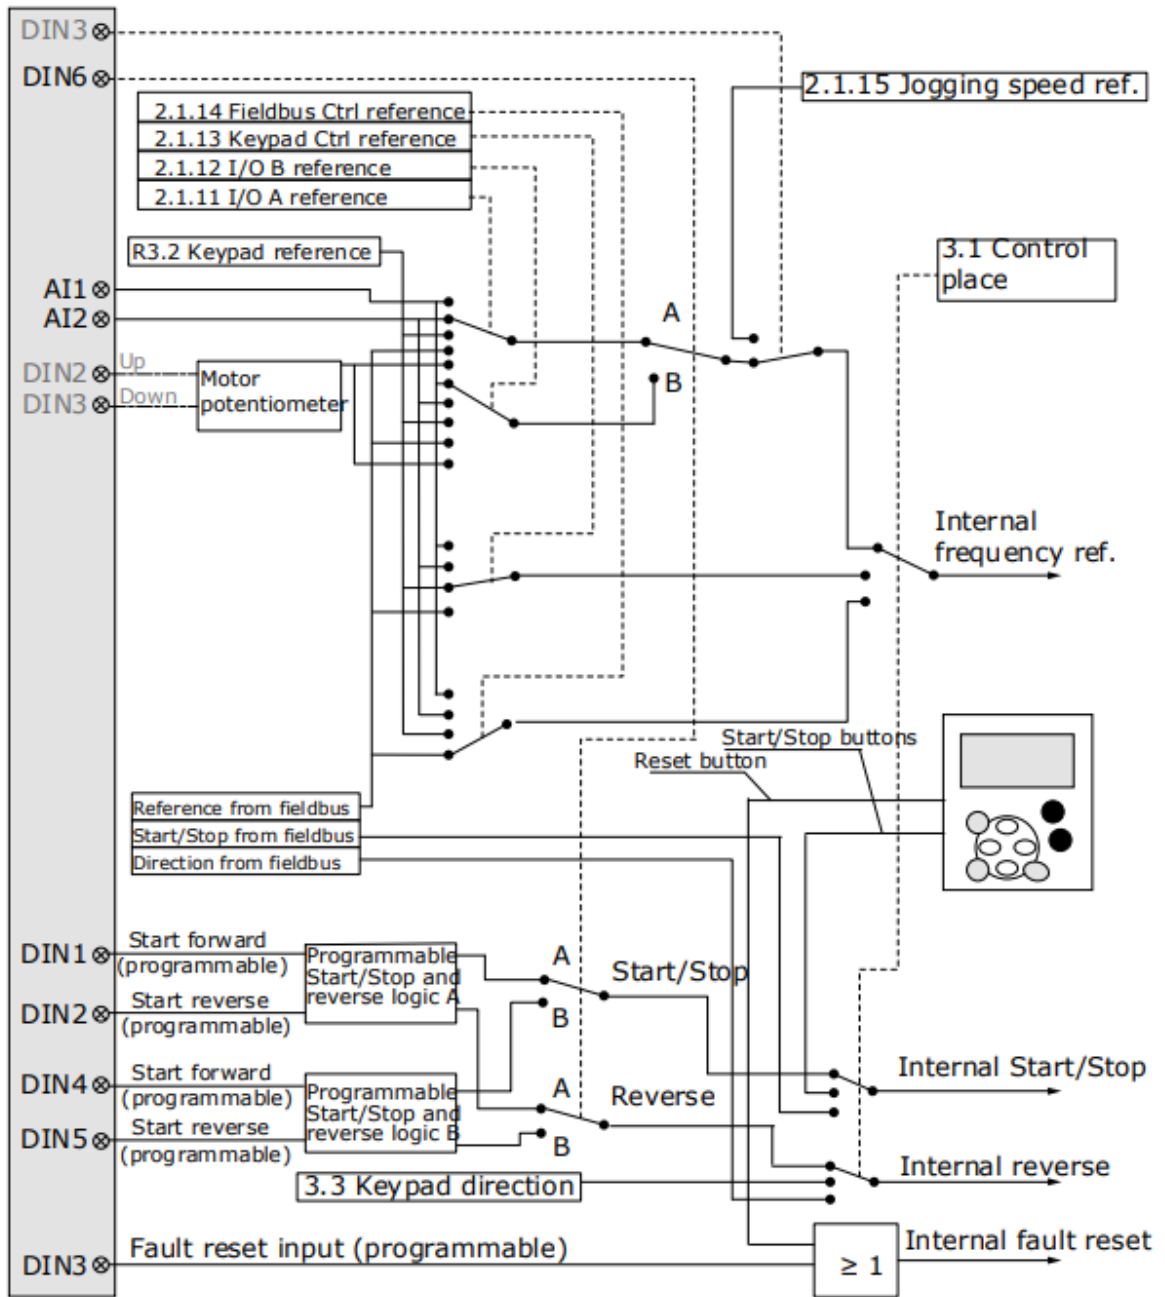 DIN3
DIN6
2.1.15 Jogging speed ref.
2.1.14 Fieldbus Ctrl reference
2.1.13 Keypad Ctrl reference
2.1.12 I/O B reference
2.1.11 I/O A reference
R3.2 Keypad reference
3.1 Control
place
AI1
AI2
A
B
DIN2
Up
DIN3
Down
Motor
potentiometer
Internal
frequency ref.
Start/Stop buttons
Reset button
Reference from fieldbus
Start/Stop from fieldbus
Direction from fieldbus
DIN1
Start forward
(programmable)
DIN2
Start reverse
(programmable)
Programmable
Start/Stop and
reverse logic A
A
B
Start/Stop
DIN4
Start forward
(programmable)
DIN5
Start reverse
(programmable)
Programmable
Start/Stop and
reverse logic B
A
B
Reverse
Internal Start/Stop
Internal reverse
3.3 Keypad direction
DIN3
Fault reset input (programmable)
≥ 1
Internal fault reset